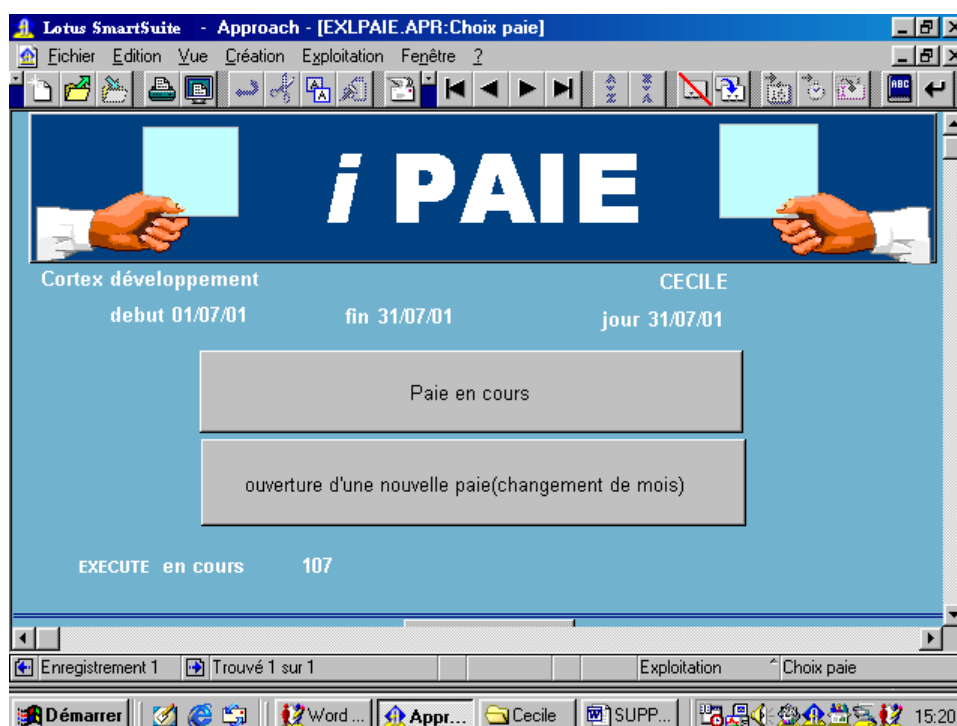 Lotus SmartSuite - Approach - [EXLPAIE.APR:Choix paie]
Fichier Edition Vue Création Exploitation Fenêtre ?
ABC
i PAIE
Cortex développement CECILE
debut 01/07/01 fin 31/07/01 jour 31/07/01
Paie en cours
ouverture d'une nouvelle paie(changement de mois)
EXECUTE en cours 107
Enregistrement 1 Trouvé 1 sur 1 Exploitation Choix paie
Démarrer Word ... Appr... Cecile SUPP... 15:20